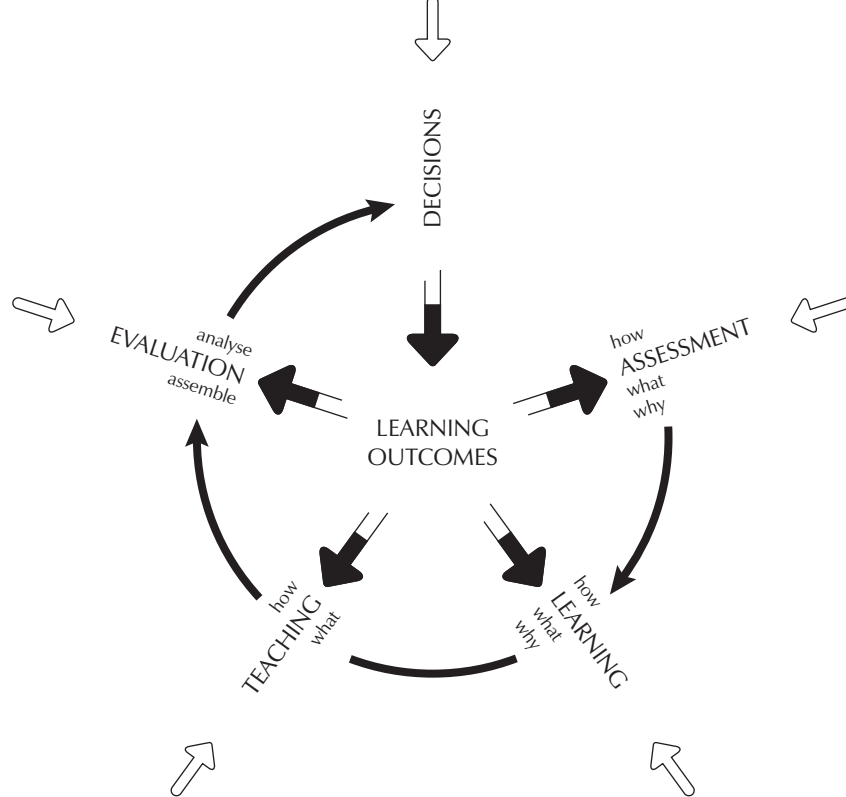 DECISIONS
analyse
EVALUATION
assemble
how
ASSESSMENT
what
why
LEARNING
OUTCOMES
how
TEACHING
what
how
LEARNING
what
why